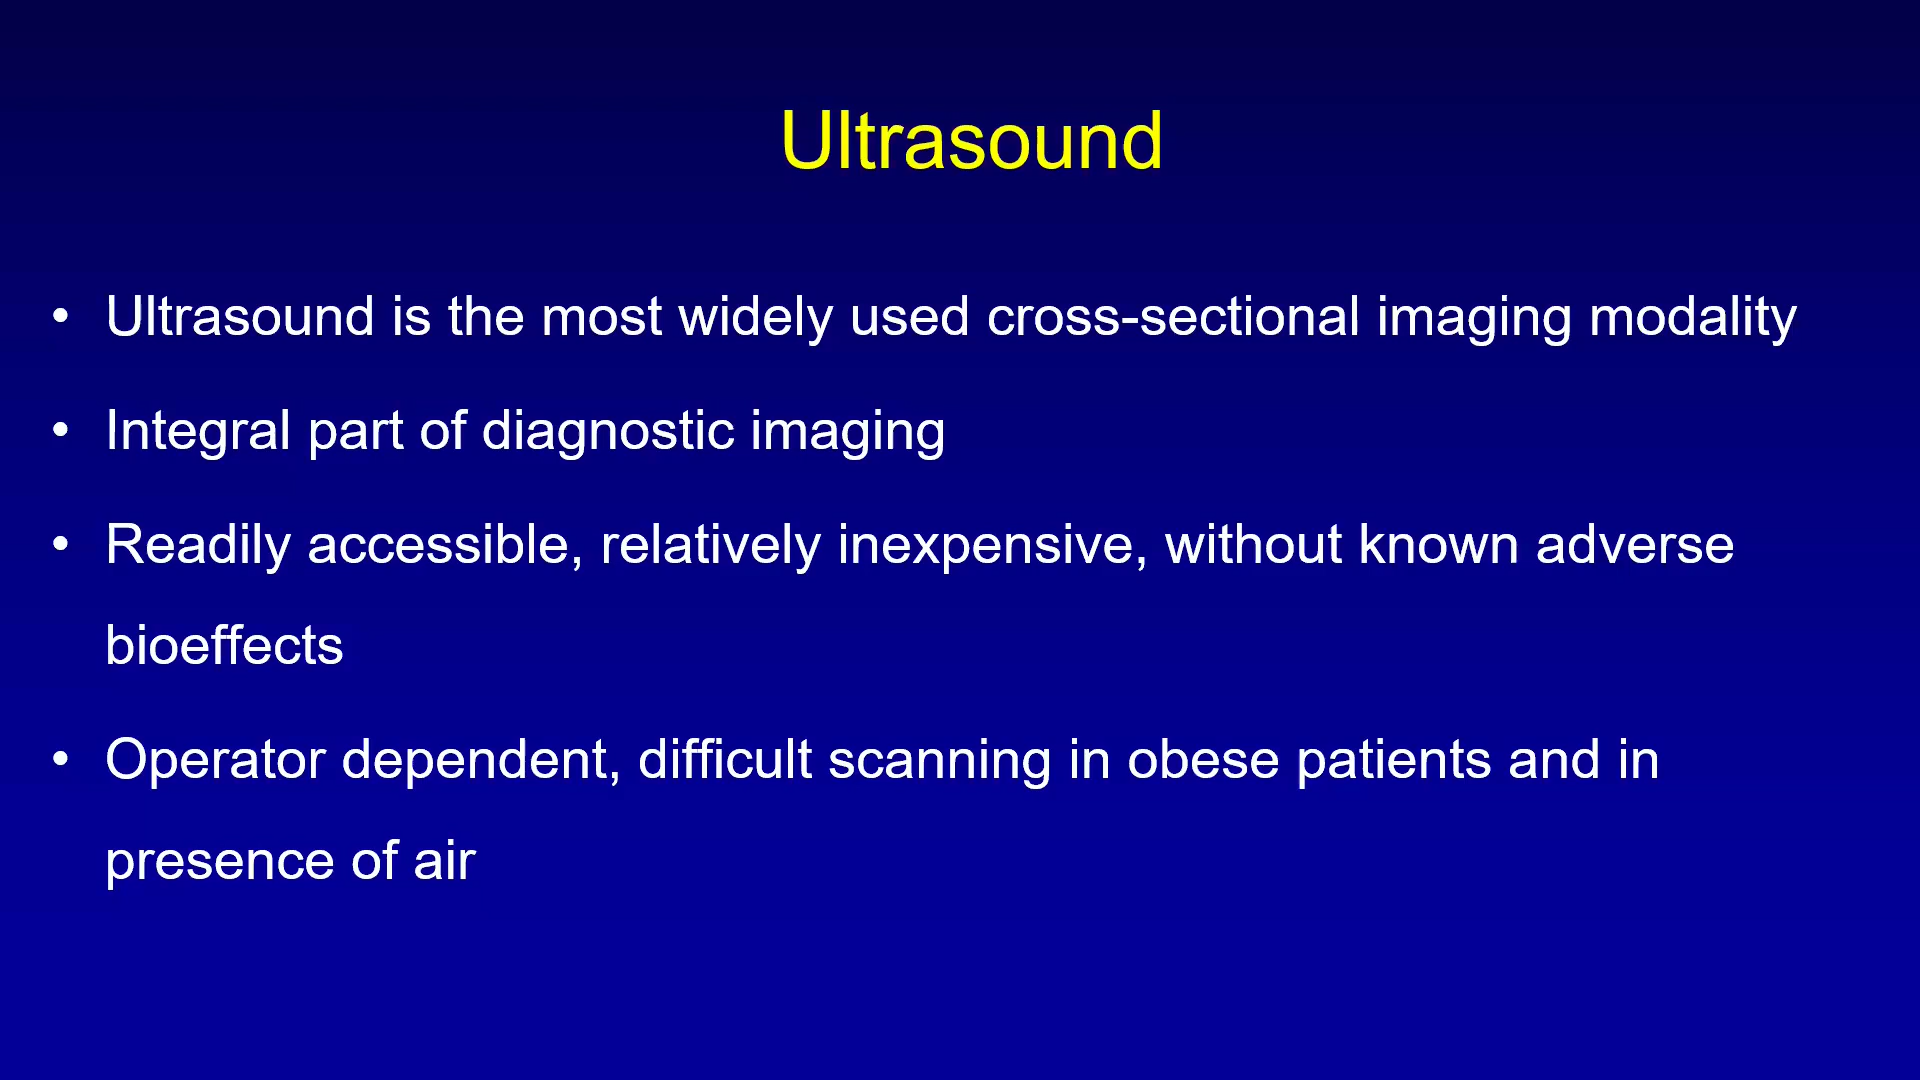 Ultrasound
• Ultrasound is the most widely used cross-sectional imaging modality
• Integral part of diagnostic imaging
• Readily accessible, relatively inexpensive, without known adverse
bioeffects
• Operator dependent, difficult scanning in obese patients and in
presence of air